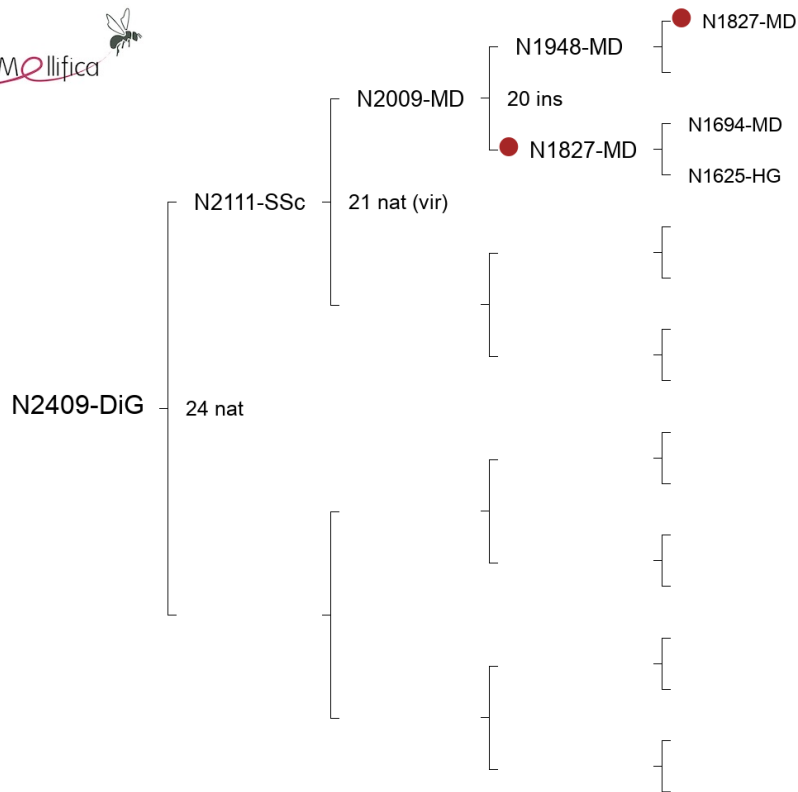 Mellifica
N1827-MD
N1948-MD
N2009-MD
20 ins
N1694-MD
N1827-MD
N1625-HG
N2111-SSc
21 nat (vir)
N2409-DiG
24 nat